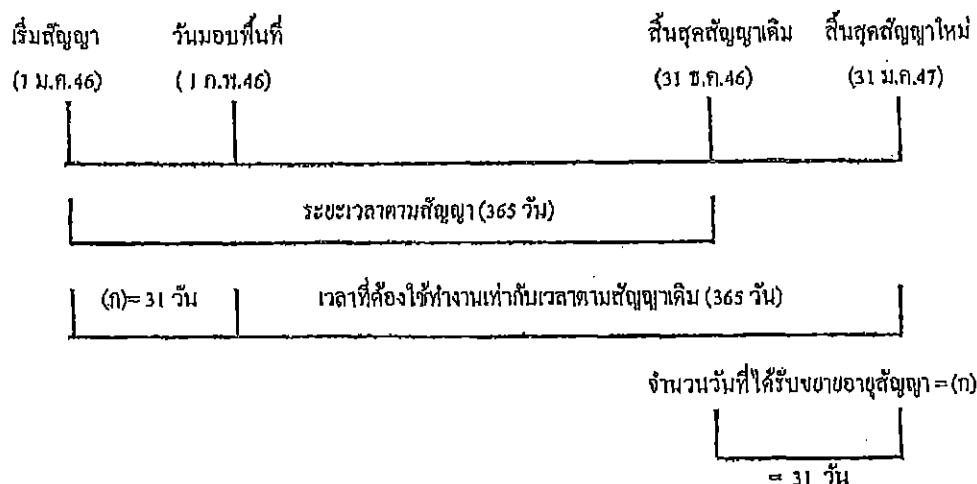 เริ่มสัญญา วันมอบพื้นที่ สิ้นสุดสัญญาเดิม สิ้นสุดสัญญาใหม่
(1 ม.ค.46) (1 ก.พ.46) (31 ธ.ค.46) (31 ม.ค.47)
ระยะเวลาตามสัญญา (365 วัน)
(ก)= 31 วัน เวลาที่ต้องใช้ทำงานเท่ากับเวลาตามสัญญาเดิม (365 วัน)
จำนวนวันที่ได้รับขยายอายุสัญญา = (ก)
= 31 วัน